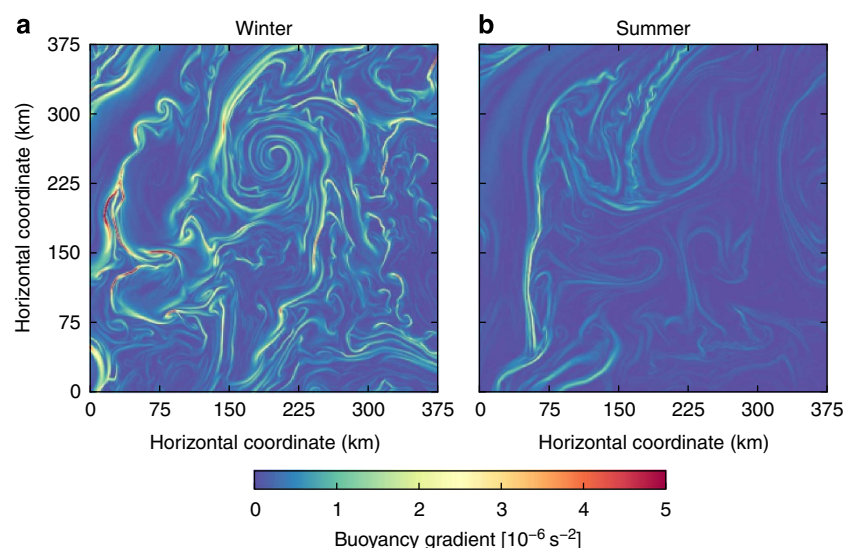 a Winter
b Summer
375
300
225
150
75
0
Horizontal coordinate (km)
0 75 150 225 300 375
0 75 150 225 300 375
Horizontal coordinate (km)
Horizontal coordinate (km)
0 1 2 3 4 5
Buoyancy gradient [10⁻⁶ s⁻²]